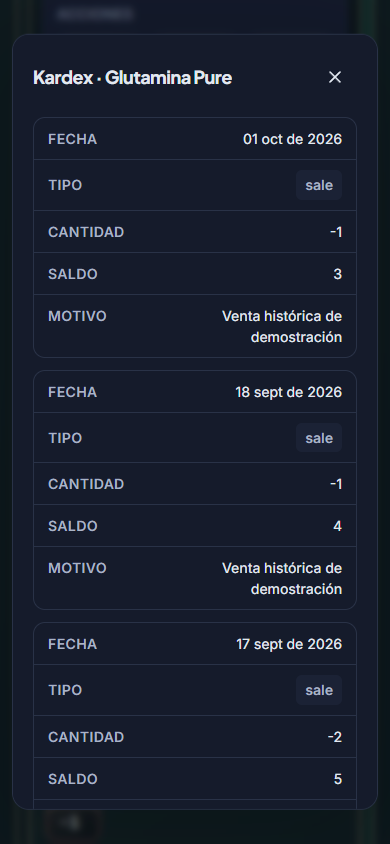 ACCIONES
Kardex · Glutamina Pure
FECHA 01 oct de 2026
TIPO sale
CANTIDAD -1
SALDO 3
MOTIVO Venta histórica de
demostración
FECHA 18 sept de 2026
TIPO sale
CANTIDAD -1
SALDO 4
MOTIVO Venta histórica de
demostración
FECHA 17 sept de 2026
TIPO sale
CANTIDAD -2
SALDO 5